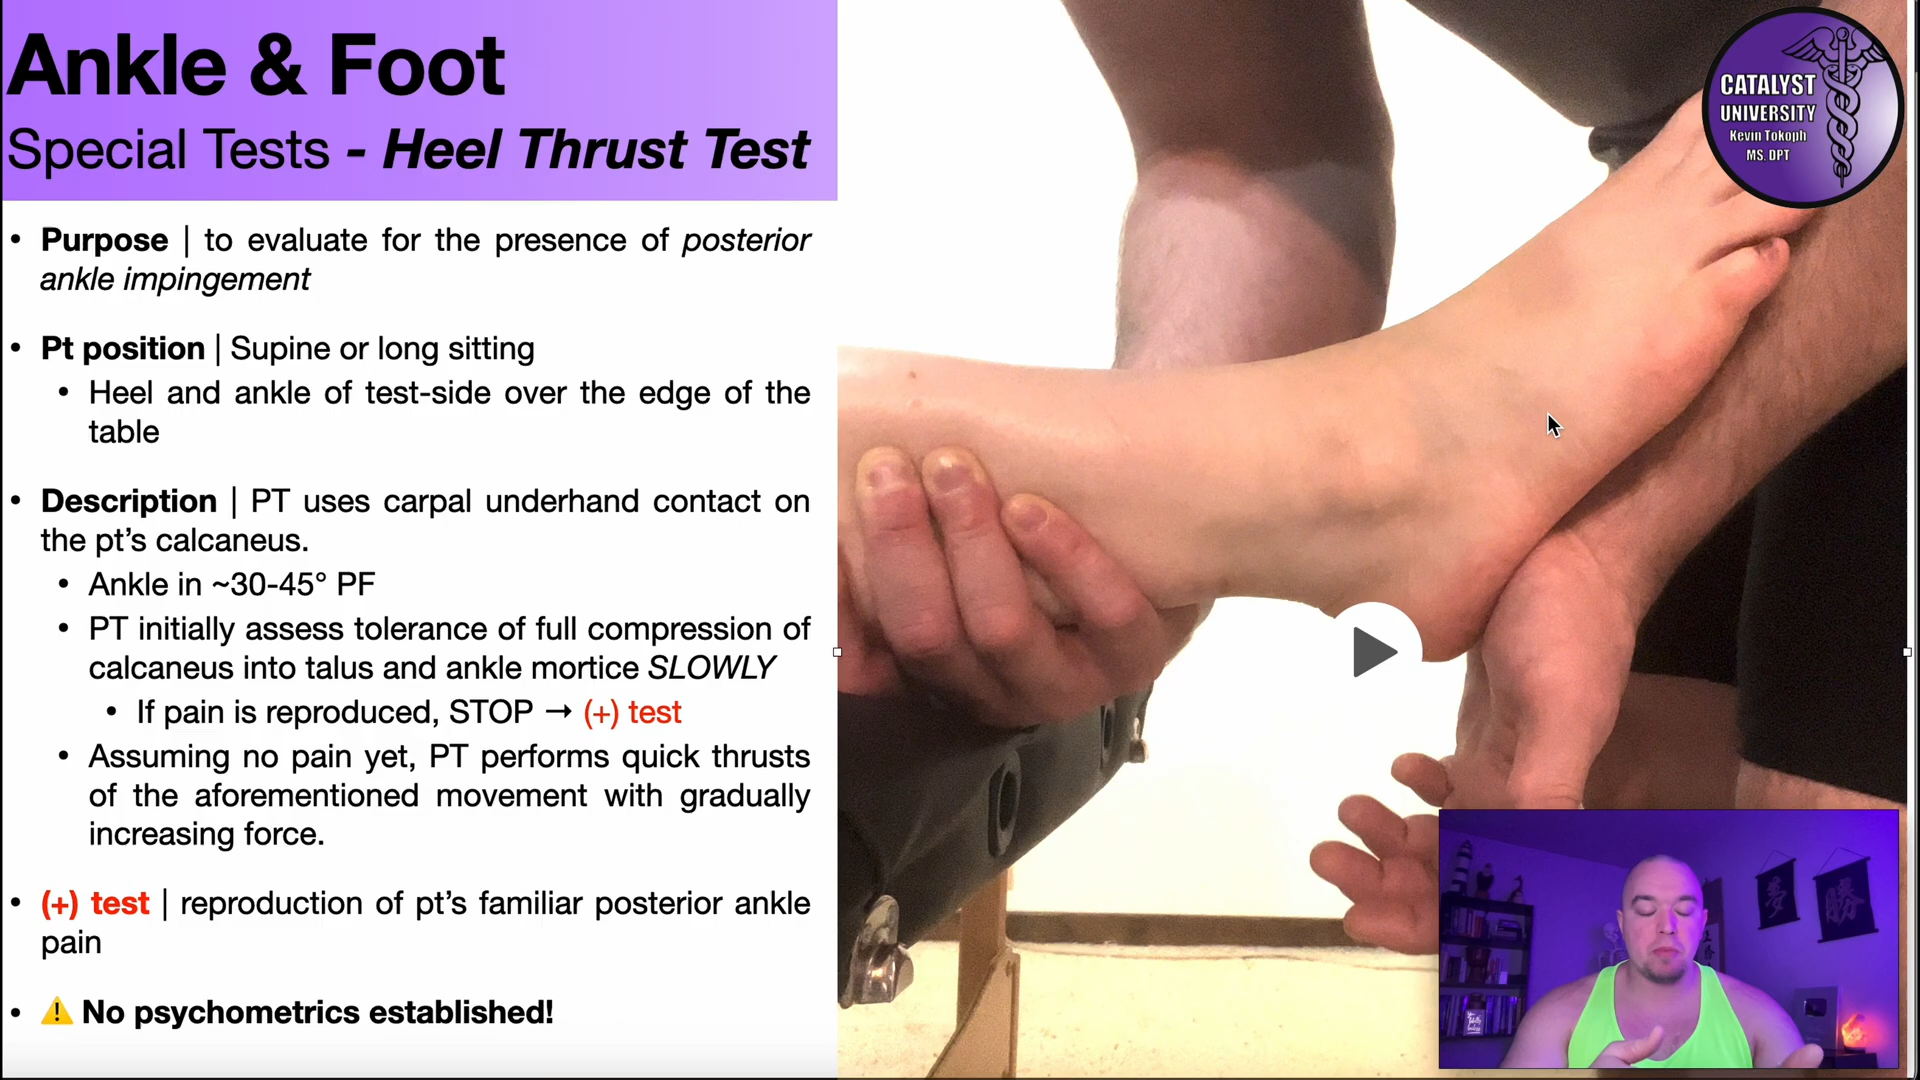 Ankle & Foot
Special Tests - Heel Thrust Test
• Purpose | to evaluate for the presence of posterior
ankle impingement
• Pt position | Supine or long sitting
• Heel and ankle of test-side over the edge of the
table
• Description | PT uses carpal underhand contact on
the pt's calcaneus.
• Ankle in ~30-45° PF
• PT initially assess tolerance of full compression of
calcaneus into talus and ankle mortice SLOWLY
• If pain is reproduced, STOP → (+) test
• Assuming no pain yet, PT performs quick thrusts
of the aforementioned movement with gradually
increasing force.
• (+) test | reproduction of pt's familiar posterior ankle
pain
• ⚠️ No psychometrics established!
CATALYST
UNIVERSITY
Kevin Tokoph
MS. DPT
夢
勝